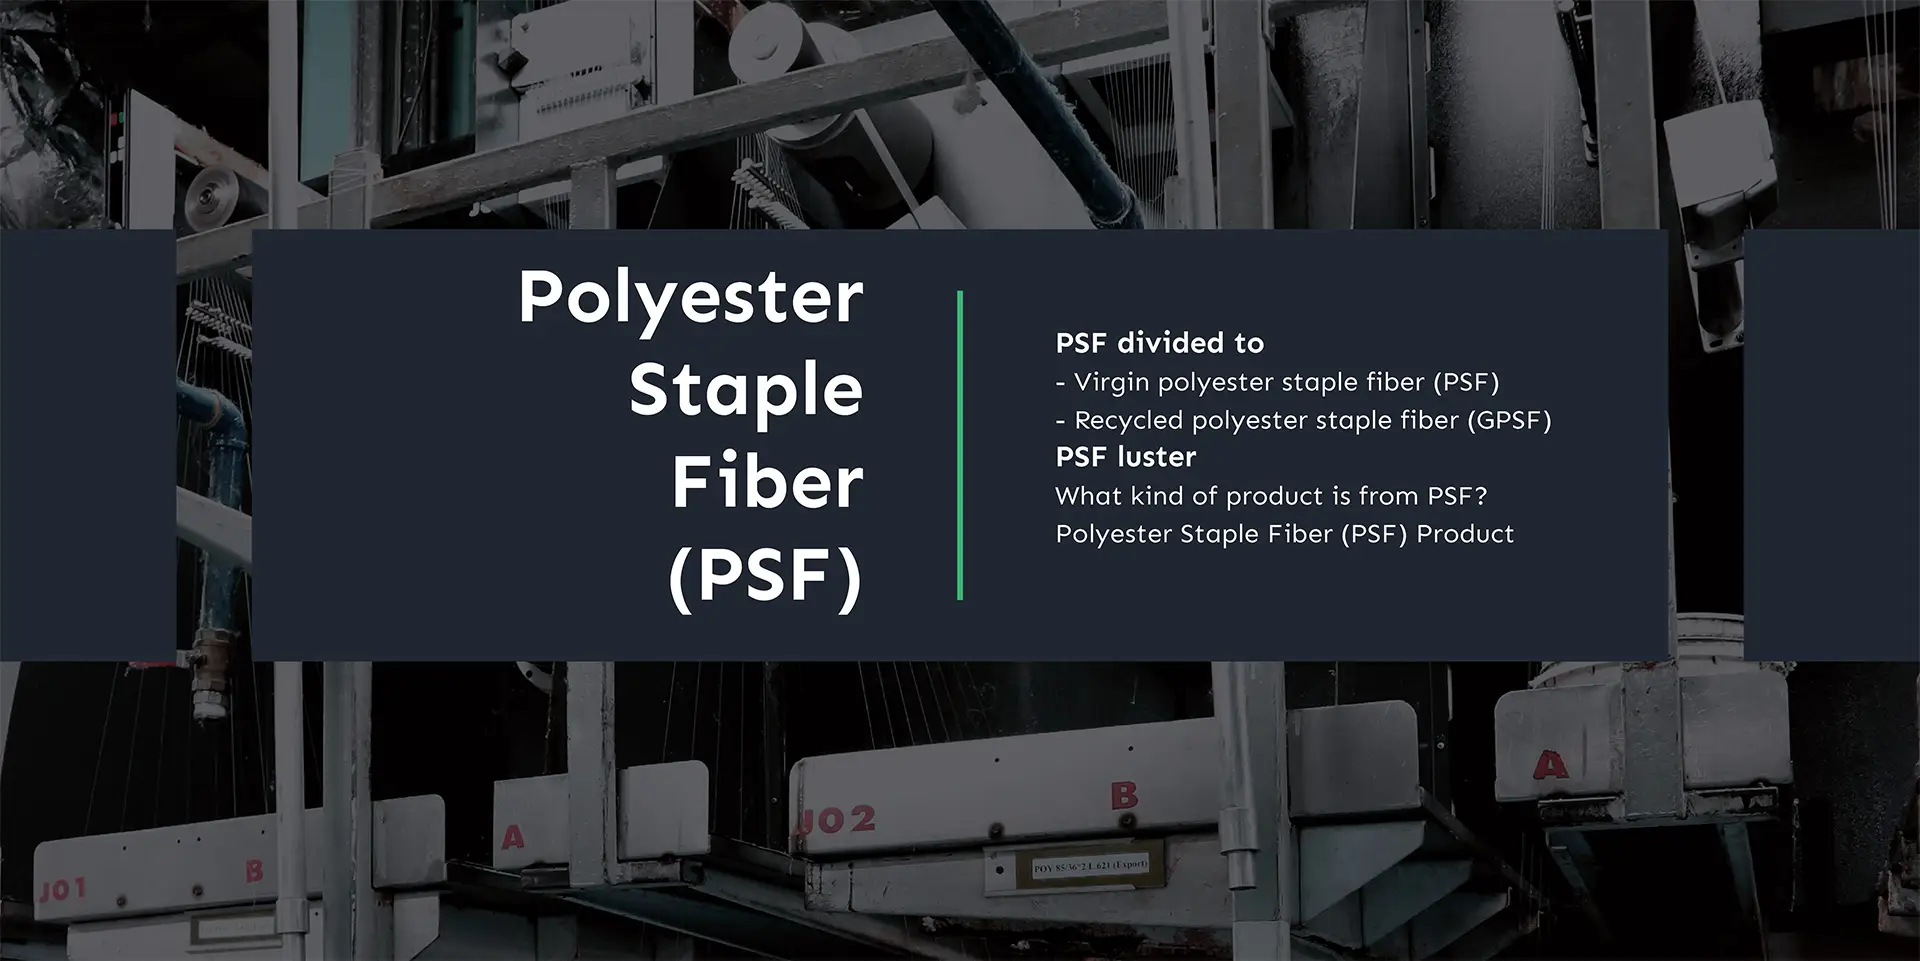 Polyester
Staple
Fiber
(PSF)
PSF divided to
- Virgin polyester staple fiber (PSF)
- Recycled polyester staple fiber (GPSF)
PSF luster
What kind of product is from PSF?
Polyester Staple Fiber (PSF) Product
J01
B
A
J02
B
A
POY 85/36*2 L 621 (Export)